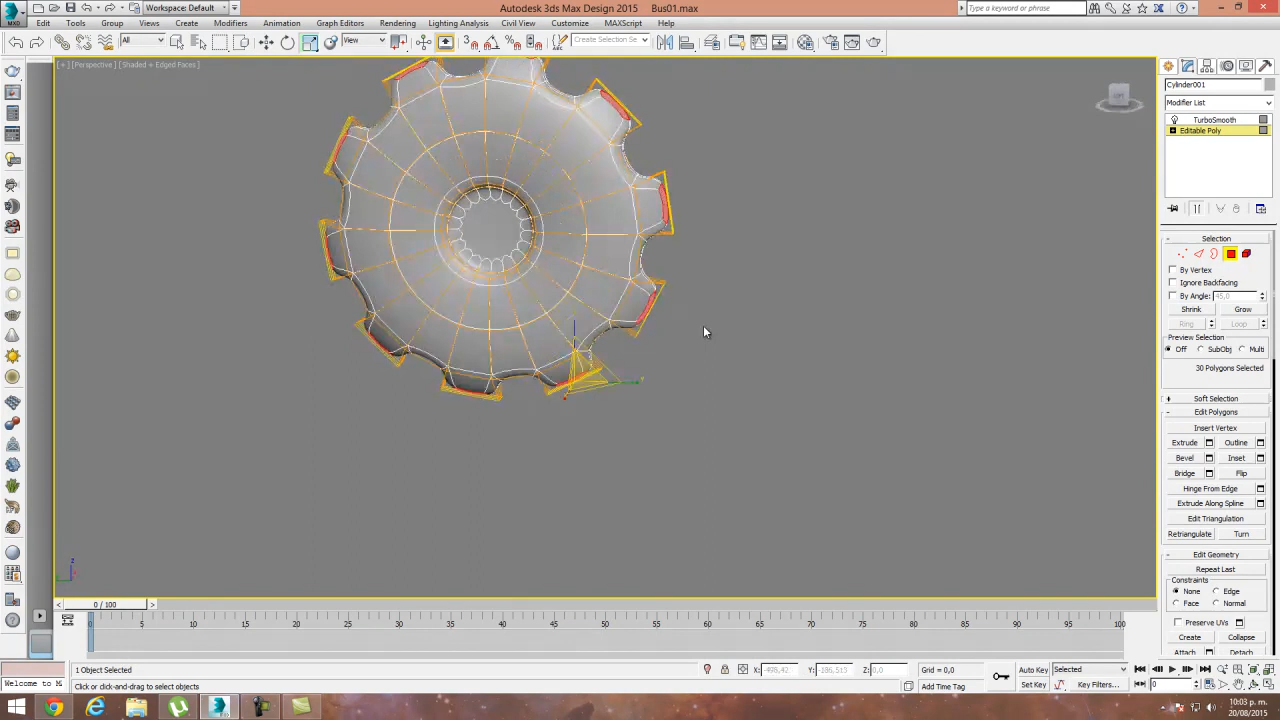 Autodesk 3ds Max Design 2015 Bus01.max
Workspace: Default
Type a keyword or phrase
Edit Tools Group Views Create Modifiers Animation Graph Editors Rendering Lighting Analysis Civil View Customize MAXScript Help
All View Create Selection Se
[+] [Perspective] [Shaded + Edged Faces]
Cylinder001
Modifier List
TurboSmooth
Editable Poly
Selection
By Vertex
Ignore Backfacing
By Angle: 45,0
Shrink Grow
Ring Loop
Preview Selection
Off SubObj Multi
30 Polygons Selected
Soft Selection
Edit Polygons
Insert Vertex
Extrude Outline
Bevel Inset
Bridge Flip
Hinge From Edge
Extrude Along Spline
Edit Triangulation
Retriangulate Turn
Edit Geometry
Repeat Last
Constraints
None Edge
Face Normal
Preserve UVs
Create Collapse
Attach Detach
0 / 100
0 5 10 15 20 25 30 35 40 45 50 55 60 65 70 75 80 85 90 95 100
1 Object Selected X: -498,42 Y: -186,515 Z: 0,0 Grid = 0,0 Auto Key Selected
Welcome to M Click or click-and-drag to select objects Add Time Tag Set Key Key Filters... 0
10:03 p. m.
20/08/2015